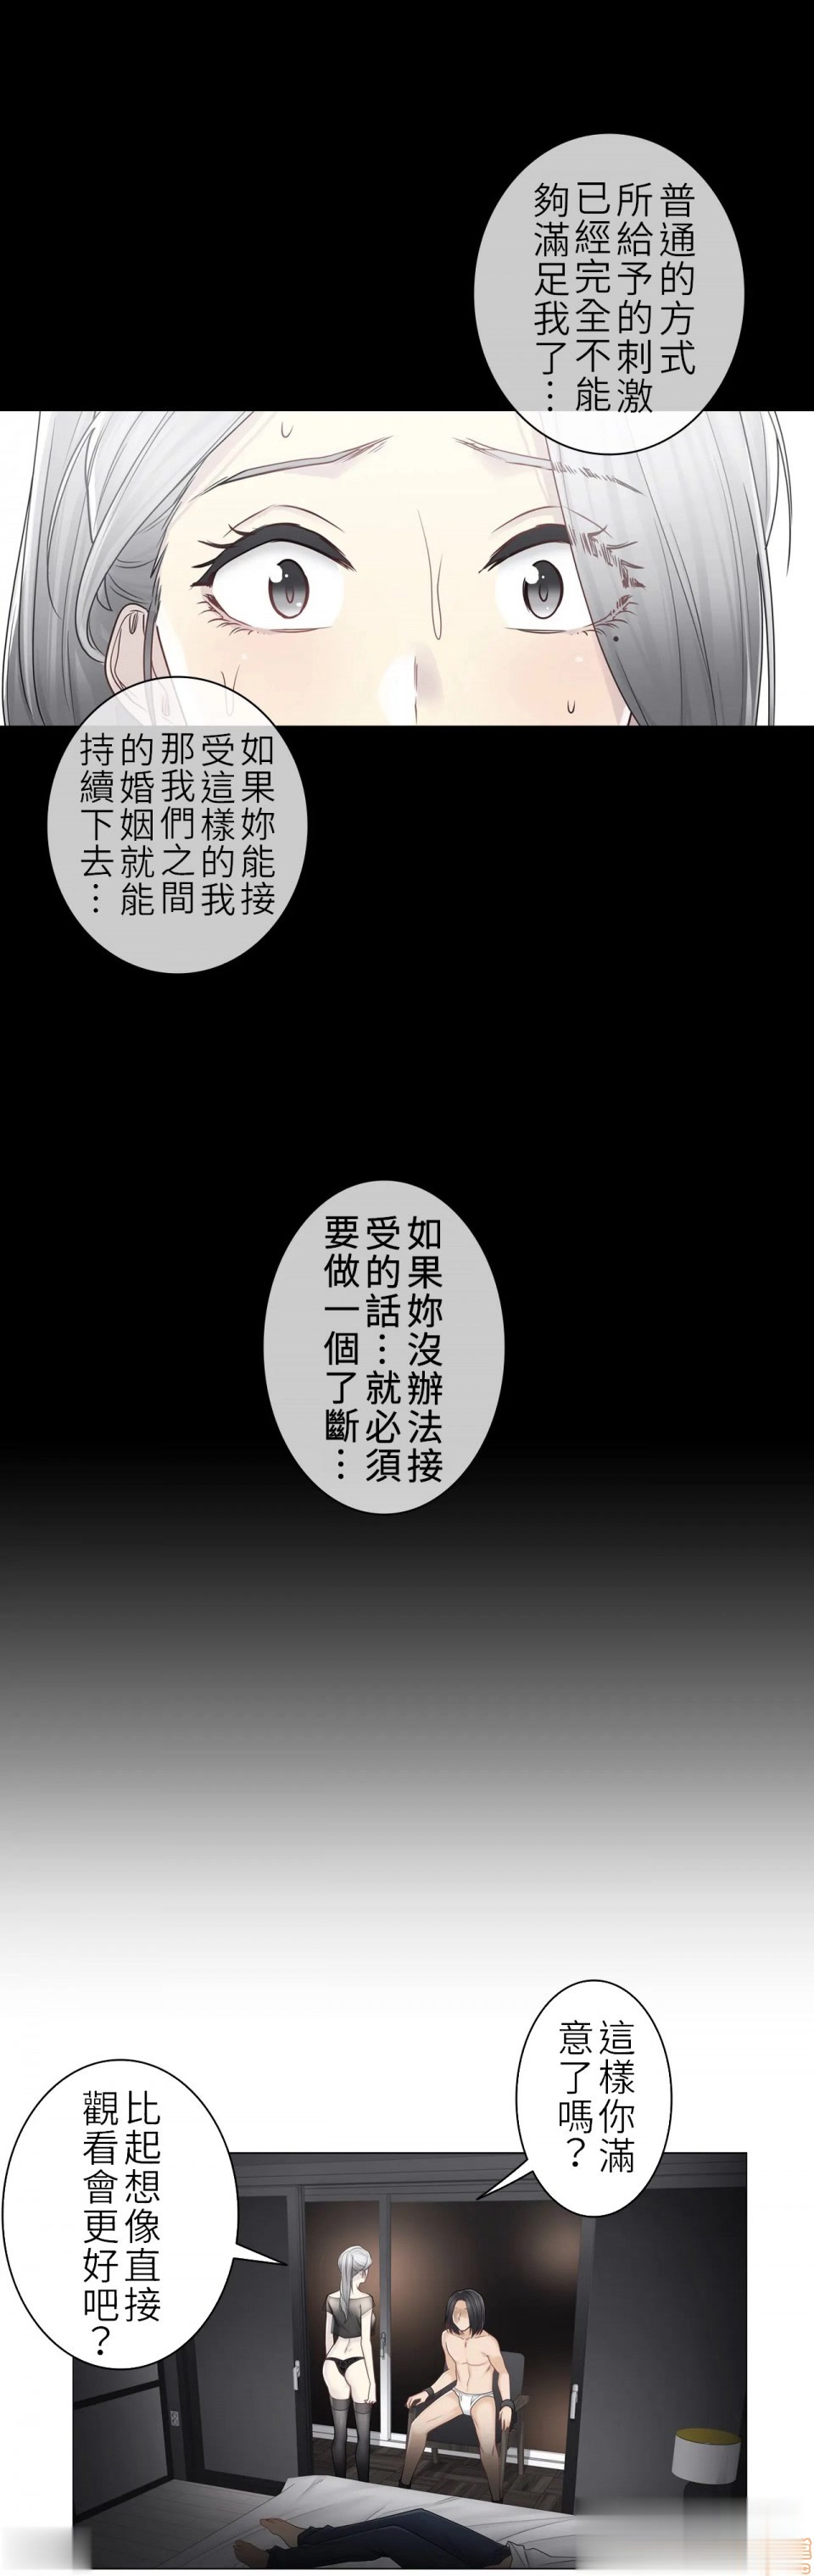 普通的方式
所給予的刺激
已經完全不能
夠滿足我了…
如果妳能接
受這樣的我
那我們之間
的婚姻就能
持續下去…
如果妳沒辦法接
受的話…就必須
要做一個了斷…
這樣你滿
意了嗎？
比起想像直接
觀看會更好吧？